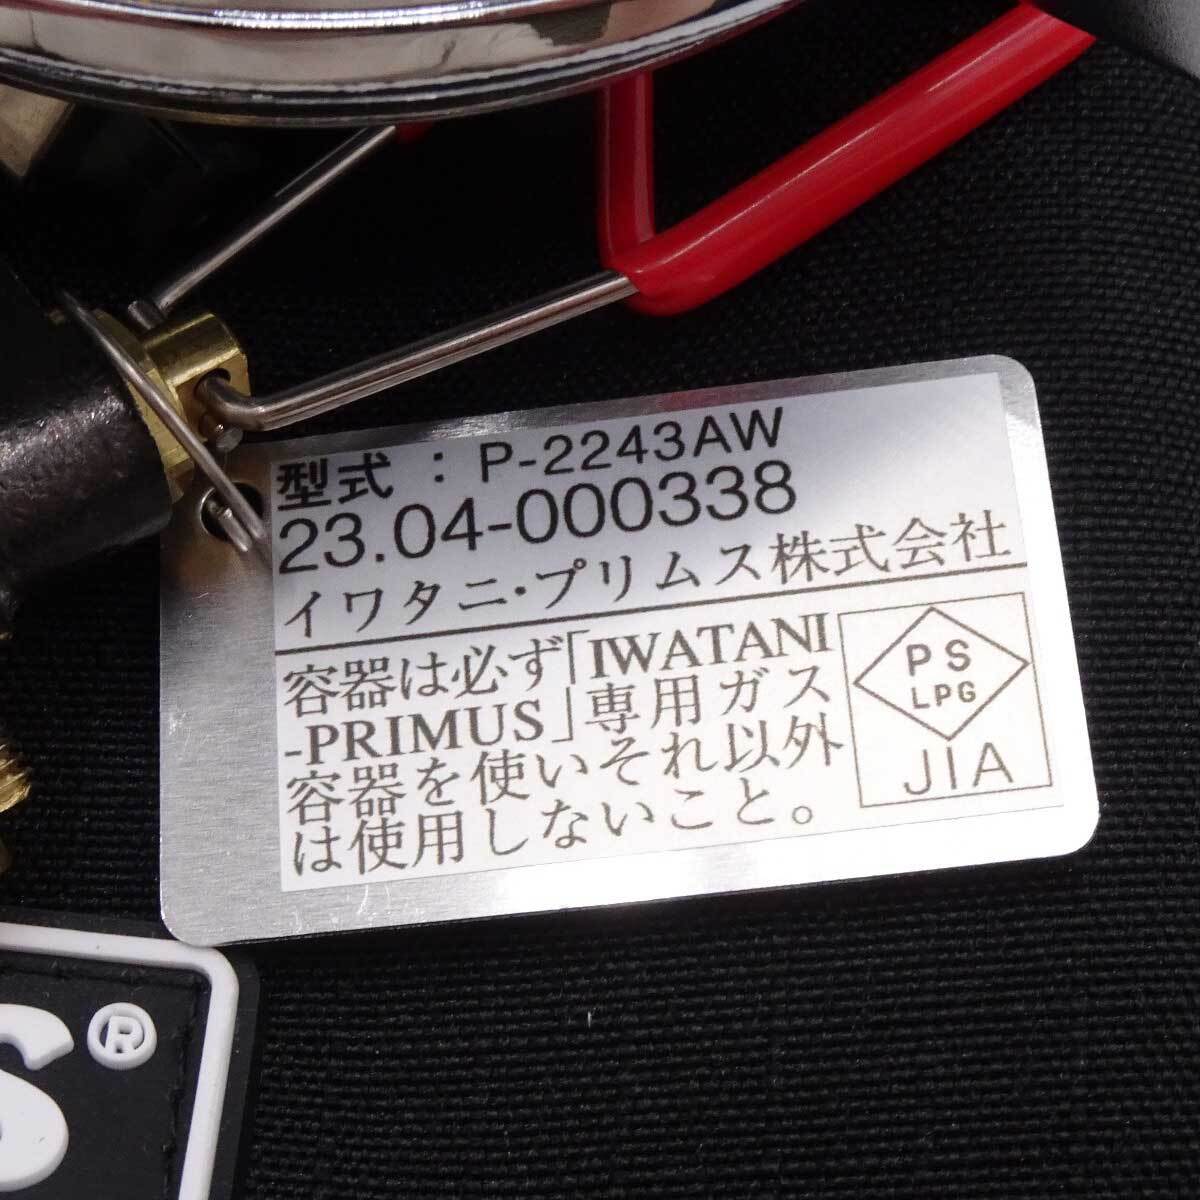 型式 : P-2243AW
23.04-000338
イワタニ・プリムス株式会社
容器は必ず「IWATANI
-PRIMUS」専用ガス
容器を使いそれ以外
は使用しないこと。
PS
LPG
JIA
S®